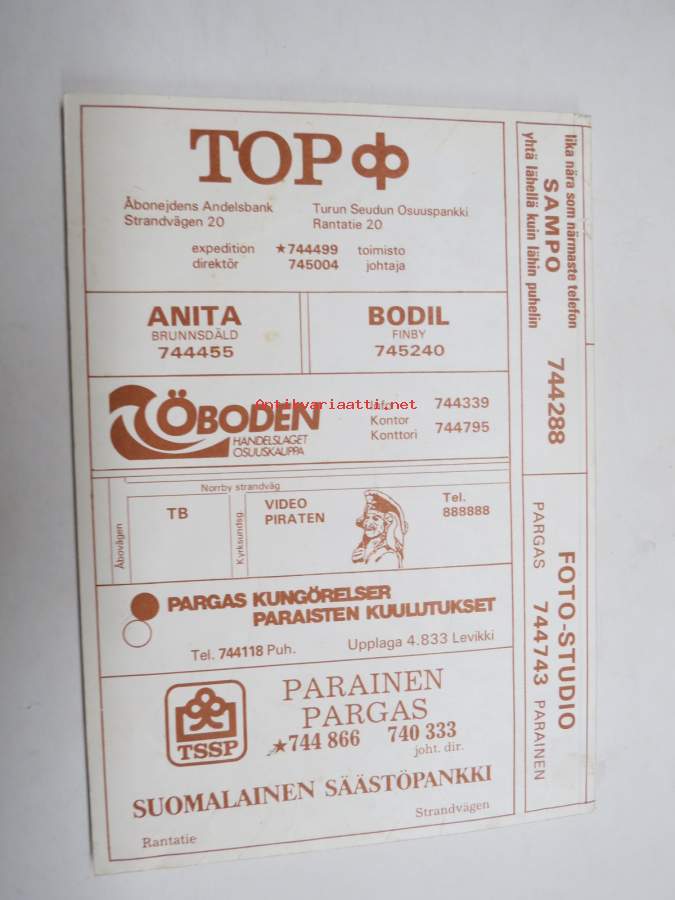 TOP
Åbonejdens Andelsbank
Strandvägen 20
Turun Seudun Osuuspankki
Rantatie 20
expedition ★744499 toimisto
direktör 745004 johtaja
ANITA
BRUNNSDÄLD
744455
BODIL
FINBY
745240
ÖBODEN
HANDELSLAGET
OSUUSKAUPPA
Info 744339
Kontor
Konttori 744795
Antikvariaatti.net
Norrby strandväg
Åbovägen
TB
Kyrksundsg.
VIDEO
PIRATEN
Tel.
888888
PARGAS KUNGÖRELSER
PARAISTEN KUULUTUKSET
Tel. 744118 Puh. Upplaga 4.833 Levikki
TSSP
PARAINEN
PARGAS
★744 866 740 333
joht. dir.
SUOMALAINEN SÄÄSTÖPANKKI
Rantatie Strandvägen
lika nära som närmaste telefon
SAMPO 744288
yhtä lähellä kuin lähin puhelin
FOTO-STUDIO
PARGAS 744743 PARAINEN